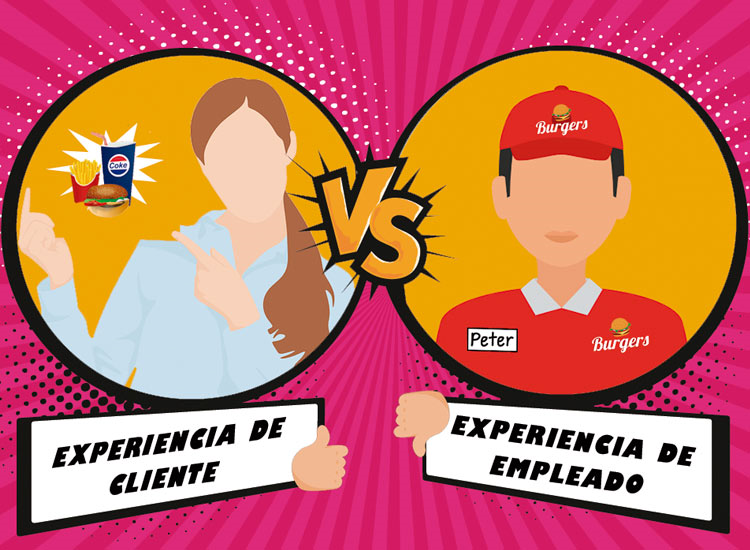 Coke
VS
Burgers
Peter
Burgers
EXPERIENCIA DE
CLIENTE
EXPERIENCIA DE
EMPLEADO